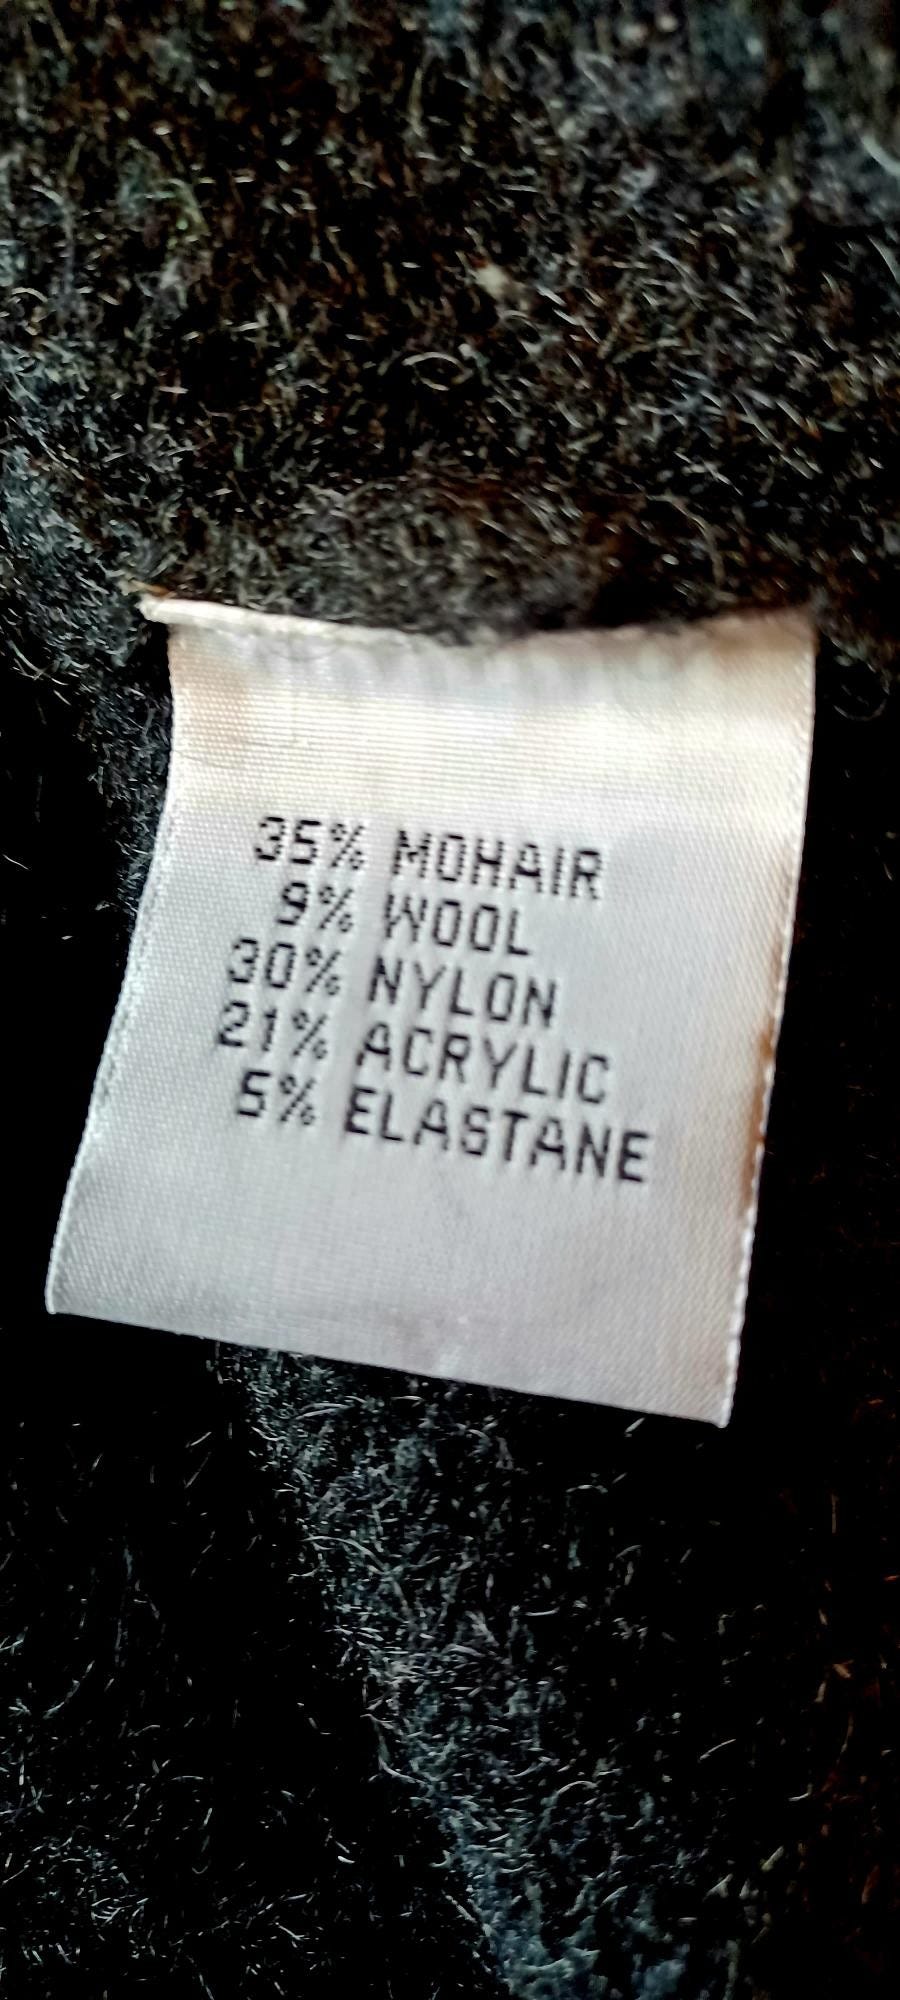 35% MOHAIR
9% WOOL
30% NYLON
21% ACRYLIC
5% ELASTANE